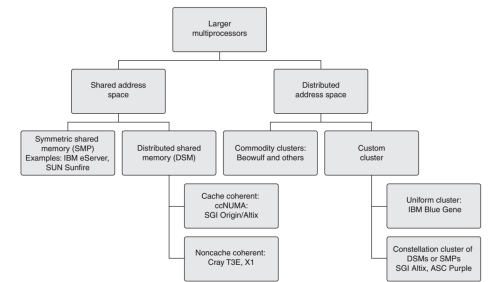 Larger
multiprocessors
Shared address
space
Distributed
address space
Symmetric shared
memory (SMP)
Examples: IBM eServer,
SUN Sunfire
Distributed shared
memory (DSM)
Commodity clusters:
Beowulf and others
Custom
cluster
Cache coherent:
ccNUMA:
SGI Origin/Altix
Uniform cluster:
IBM Blue Gene
Noncache coherent:
Cray T3E, X1
Constellation cluster of
DSMs or SMPs
SGI Altix, ASC Purple